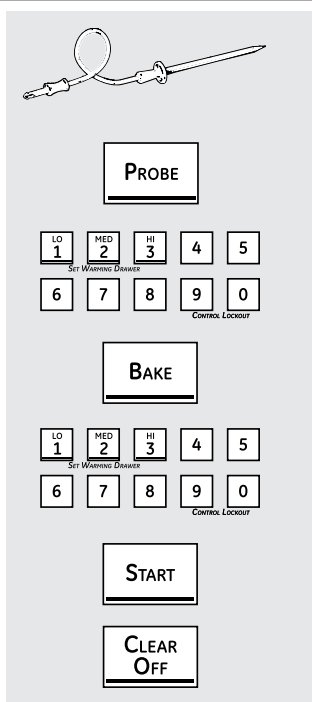 PROBE
LO MED HI
1 2 3 4 5
SET WARMING DRAWER
6 7 8 9 0
CONTROL LOCKOUT
BAKE
LO MED HI
1 2 3 4 5
SET WARMING DRAWER
6 7 8 9 0
CONTROL LOCKOUT
START
CLEAR
OFF